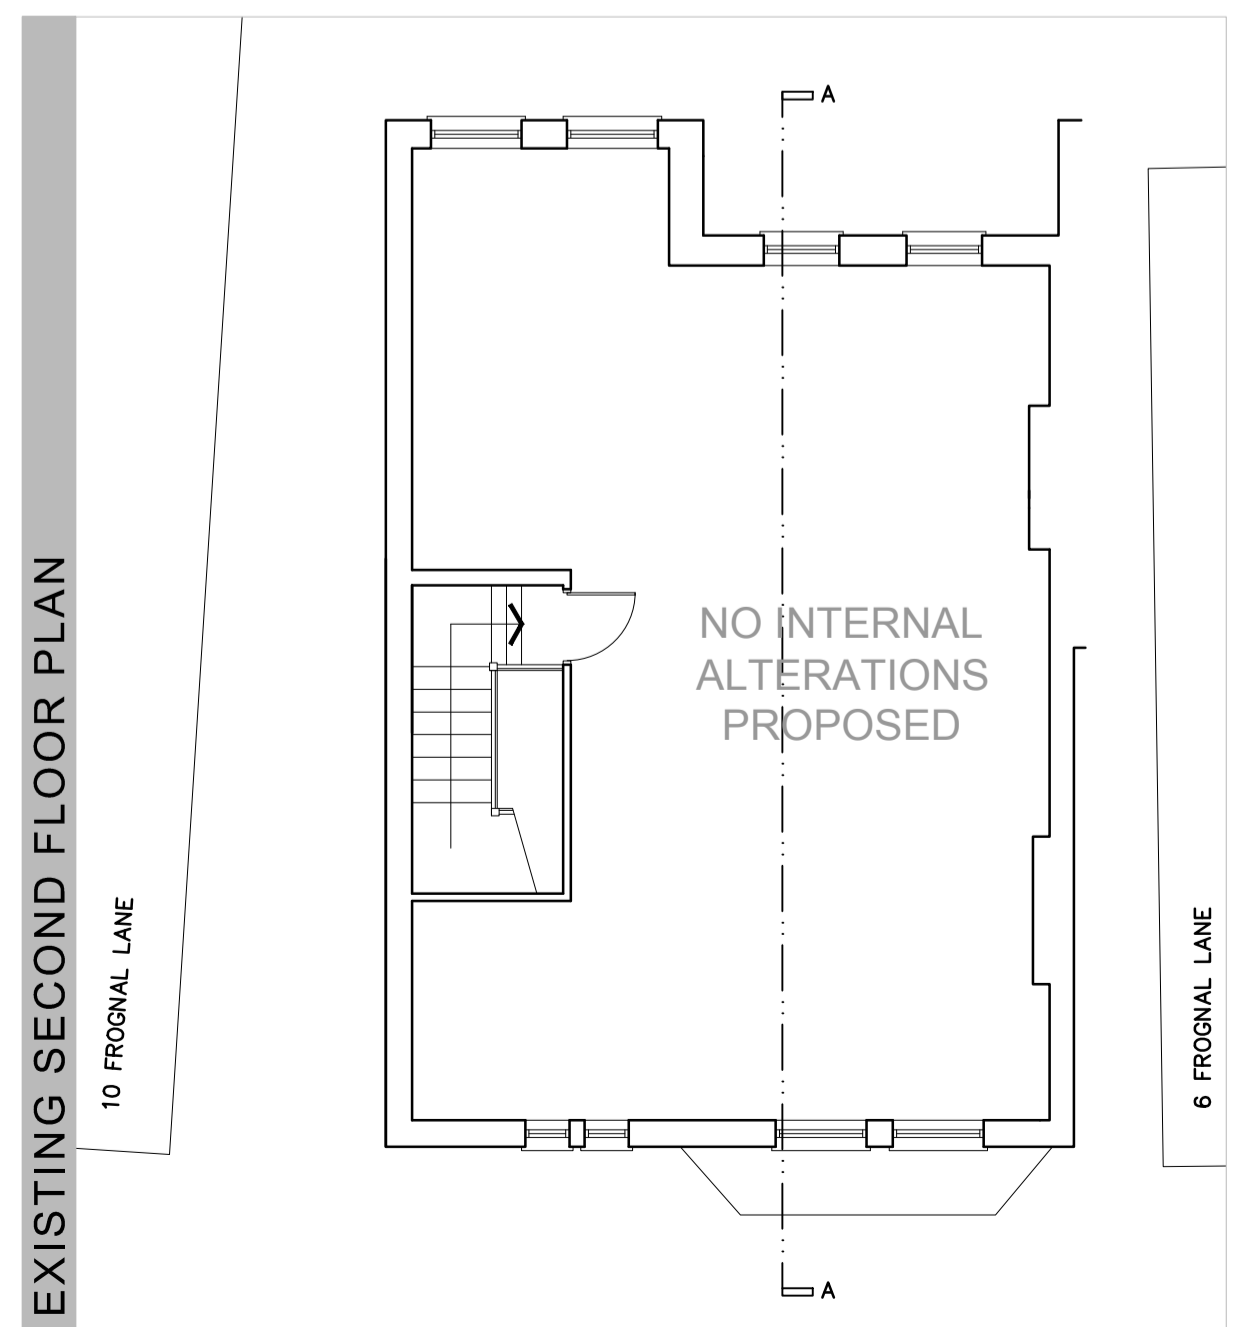 EXISTING SECOND FLOOR PLAN
A
10 FROGNAL LANE
NO INTERNAL
ALTERATIONS
PROPOSED
6 FROGNAL LANE
A